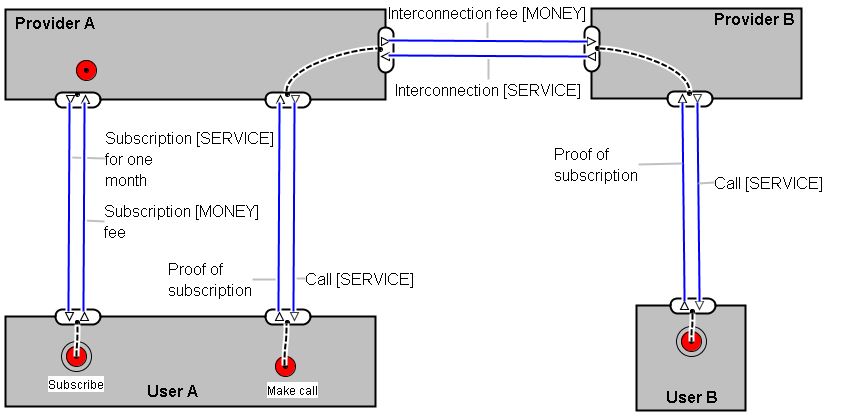 Interconnection fee [MONEY]
Provider A
Provider B
Interconnection [SERVICE]
Subscription [SERVICE]
for one
month
Proof of
subscription
Call [SERVICE]
Subscription [MONEY]
fee
Proof of
subscription
Call [SERVICE]
Subscribe
User A
Make call
User B